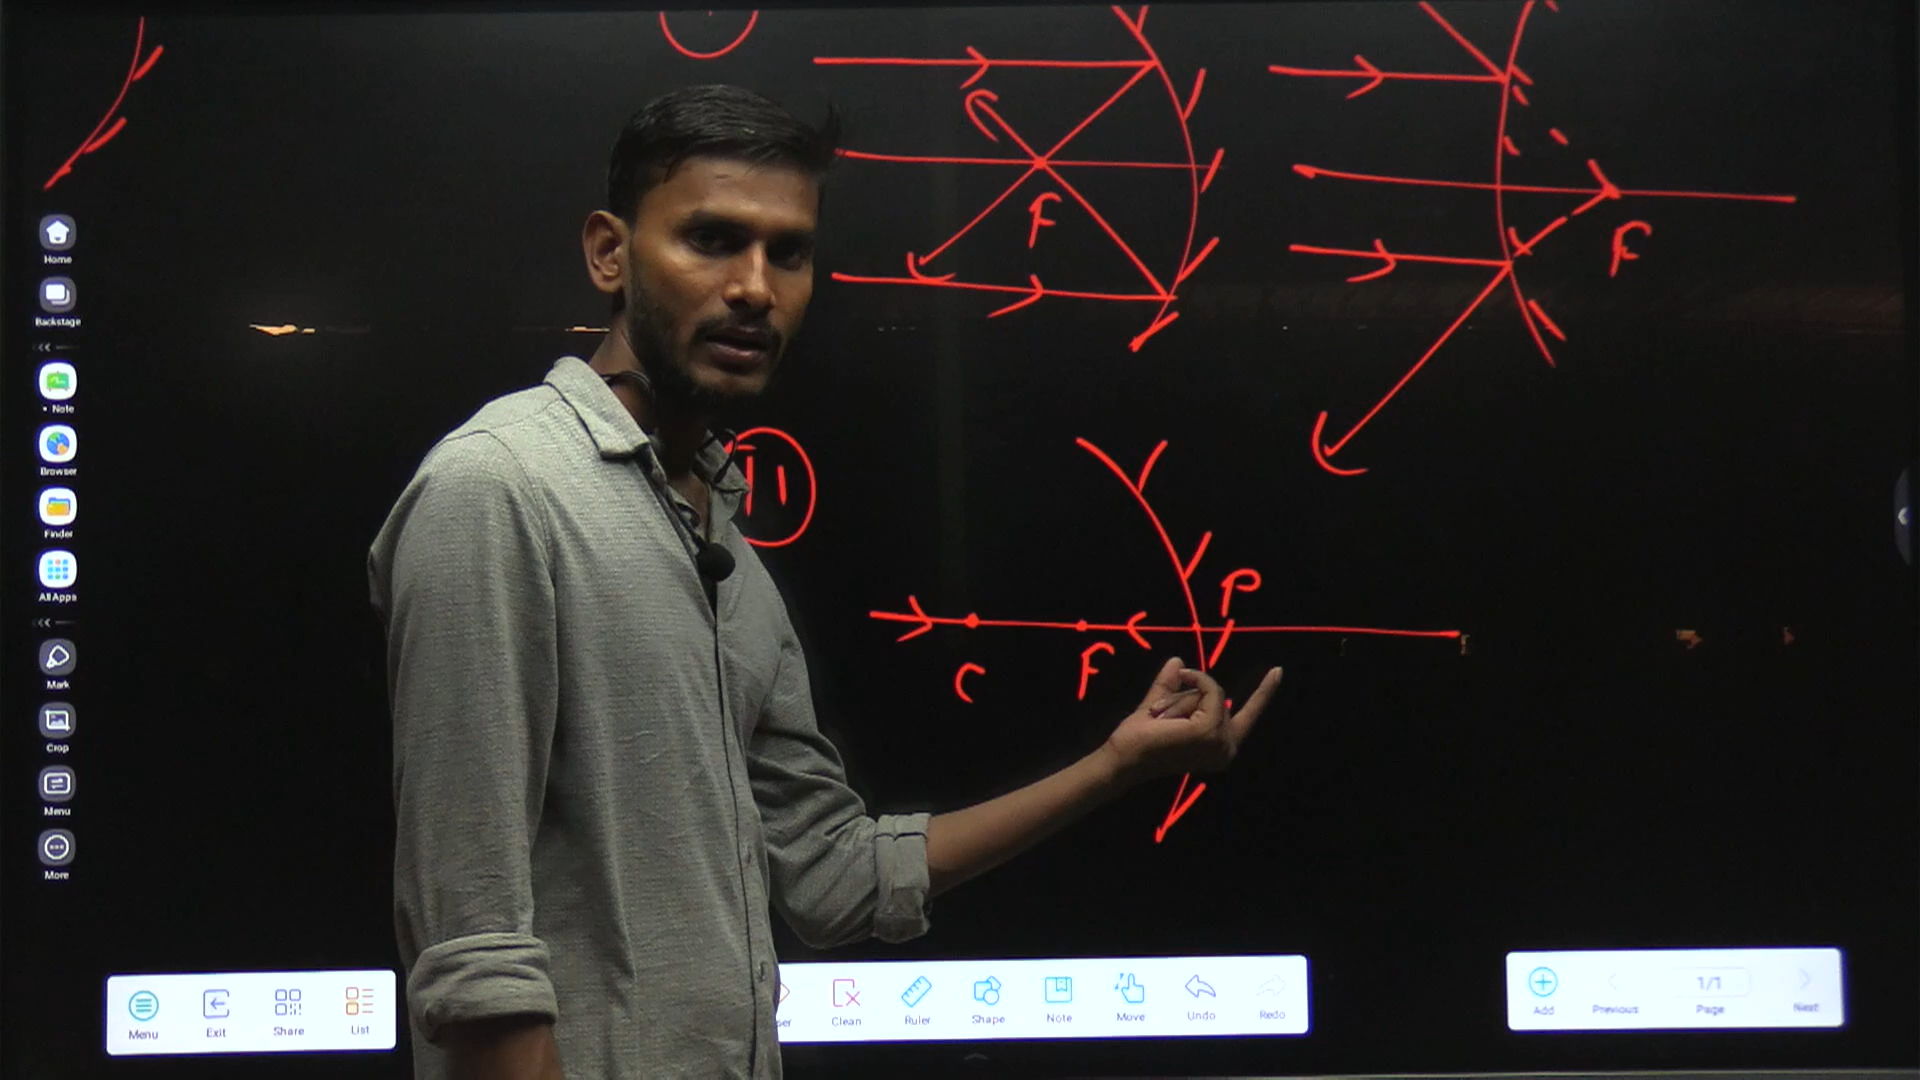 F
F
11
P
C
F
Home
Backstage
Note
Browser
Finder
All Apps
Mark
Crop
Menu
More
Menu
Exit
Share
List
ser
Clean
Ruler
Shape
Note
Move
Undo
Redo
Add
Previous
1/1
Page
Next